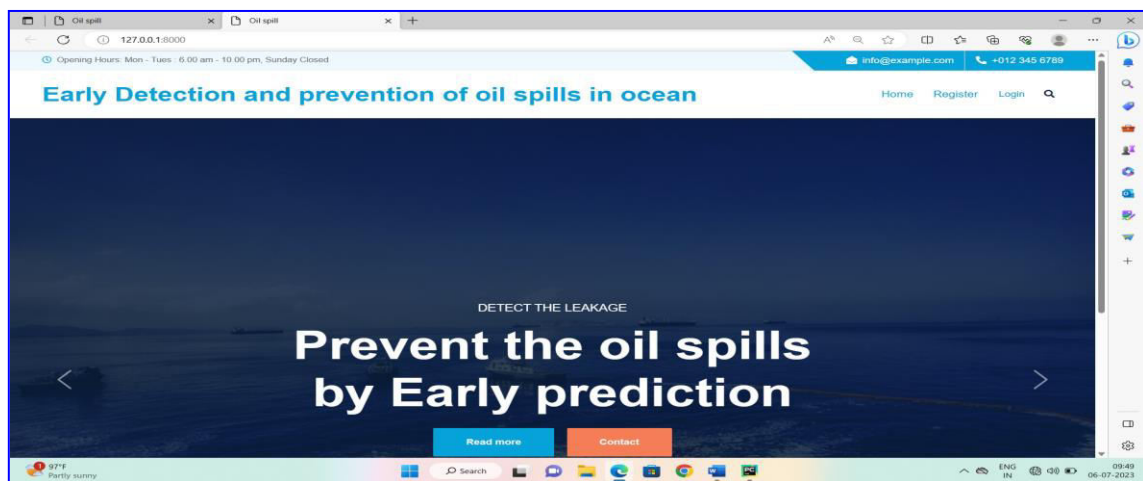 Oil spill
Oil spill
127.0.0.1:8000
Opening Hours: Mon - Tues : 6.00 am - 10.00 pm, Sunday Closed
info@example.com
+012 345 6789
Early Detection and prevention of oil spills in ocean
Home Register Login
DETECT THE LEAKAGE
Prevent the oil spills
by Early prediction
Read more
Contact
97°F
Partly sunny
Search
ENG
IN
09:49
06-07-2023